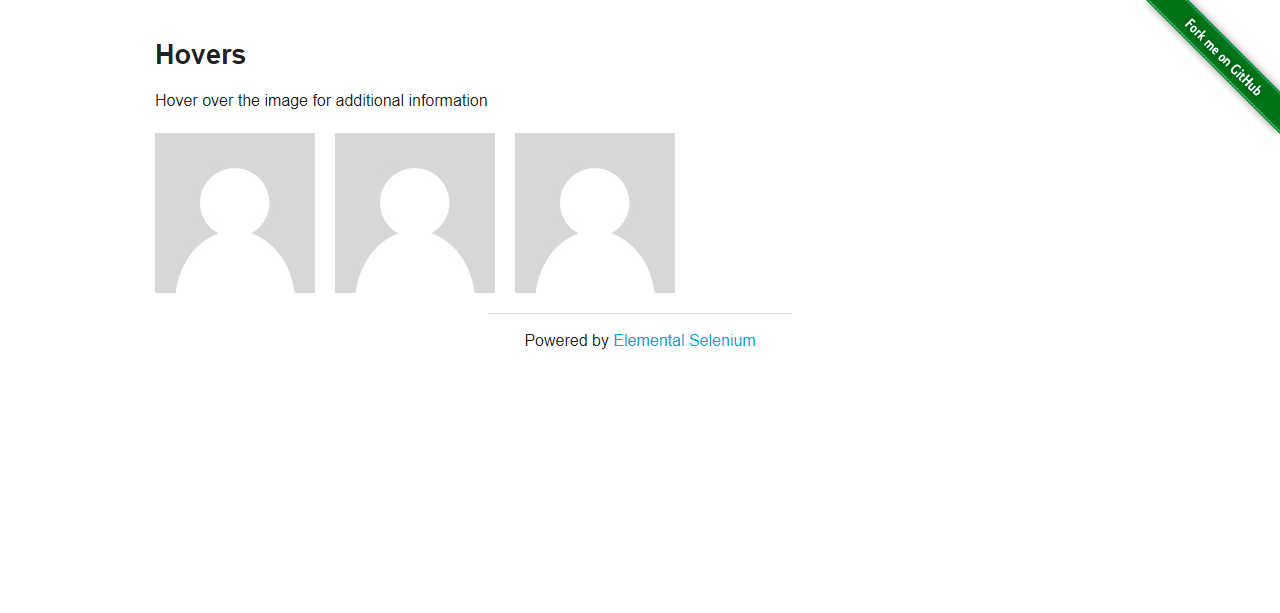 Hovers
Fork me on GitHub
Hover over the image for additional information
Powered by Elemental Selenium